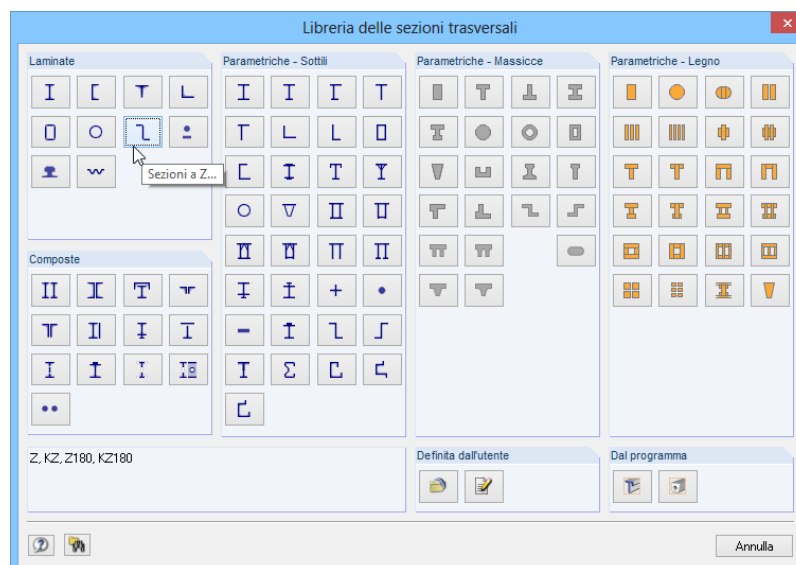 Libreria delle sezioni trasversali
Laminate
Parametriche - Sottili
Parametriche - Massicce
Parametriche - Legno
Sezioni a Z...
Composte
Z, KZ, Z180, KZ180
Definita dall'utente
Dal programma
Annulla